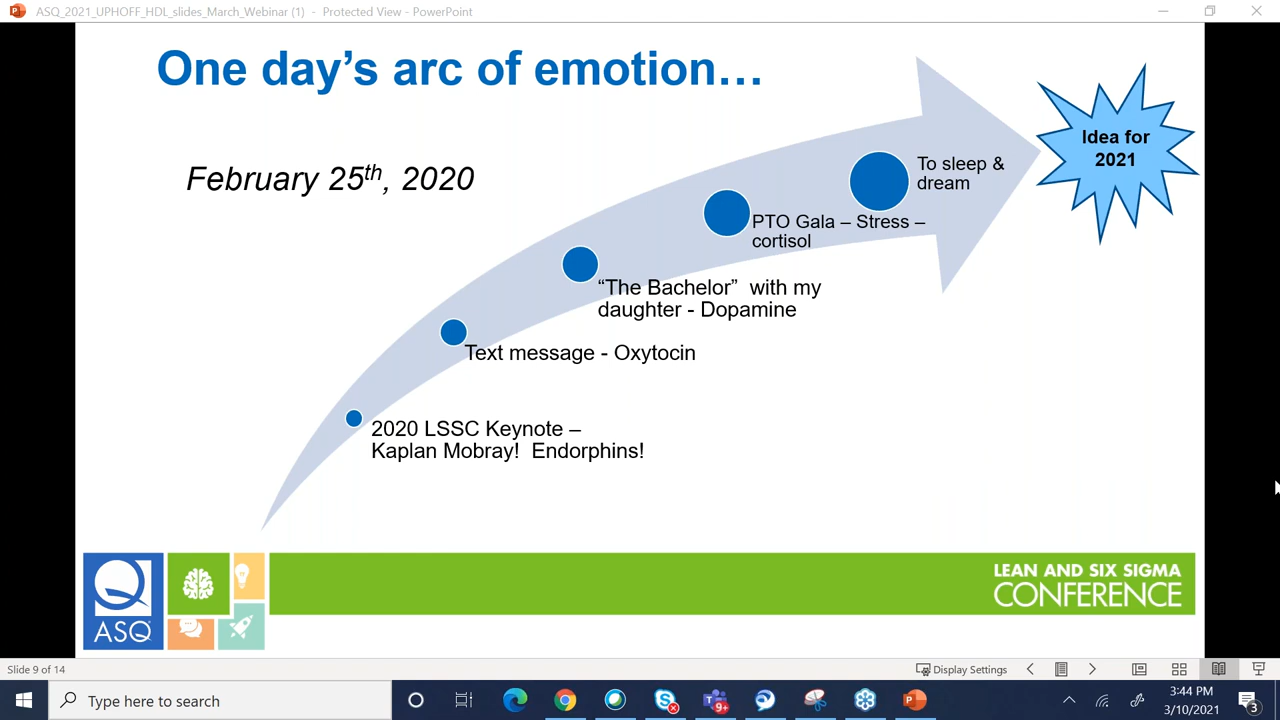 ASQ_2021_UPHOFF_HDL_slides_March_Webinar (1) - Protected View - PowerPoint
One day’s arc of emotion…
February 25th, 2020
Idea for
2021
To sleep &
dream
PTO Gala – Stress –
cortisol
“The Bachelor” with my
daughter - Dopamine
Text message - Oxytocin
2020 LSSC Keynote –
Kaplan Mobray! Endorphins!
ASQ
LEAN AND SIX SIGMA
CONFERENCE
Slide 9 of 14
Display Settings
Type here to search
9+
3:44 PM
3/10/2021
3